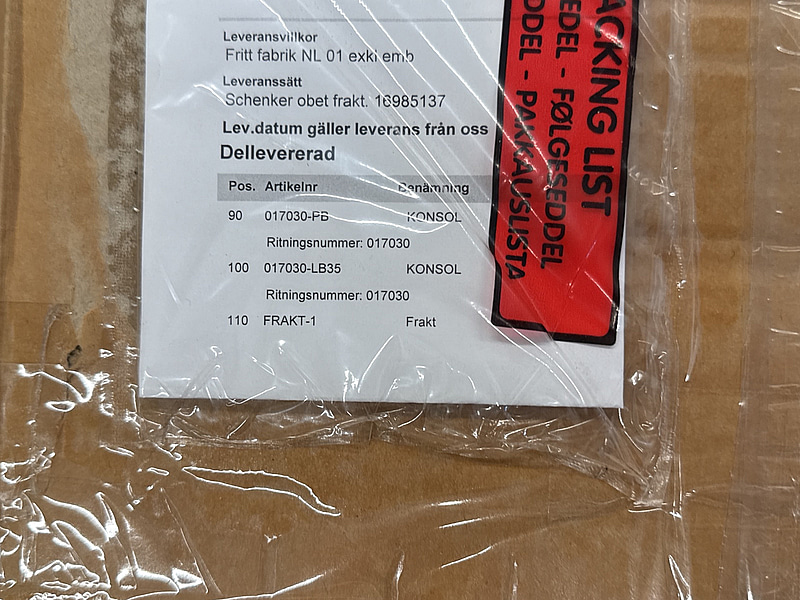 Leveransvillkor
Fritt fabrik NL 01 exkl emb
Leveranssätt
Schenker obet frakt. 16985137
Lev.datum gäller leverans från oss
Dellevererad
Pos. Artikelnr Benämning
90 017030-PB KONSOL
Ritningsnummer: 017030
100 017030-LB35 KONSOL
Ritningsnummer: 017030
110 FRAKT-1 Frakt
ACKING LIST
EDEL - FØLGESEDDEL
DDEL - PAKKAUSLISTA